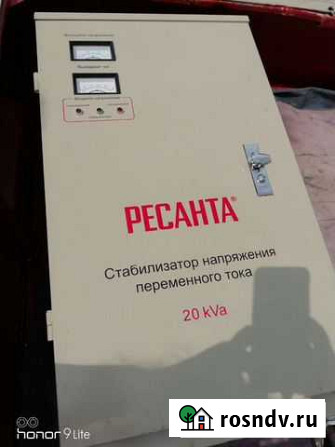 РЕСАНТА®
Стабилизатор напряжения
переменного тока
20 kVa
honor 9 Lite
rosndv.ru